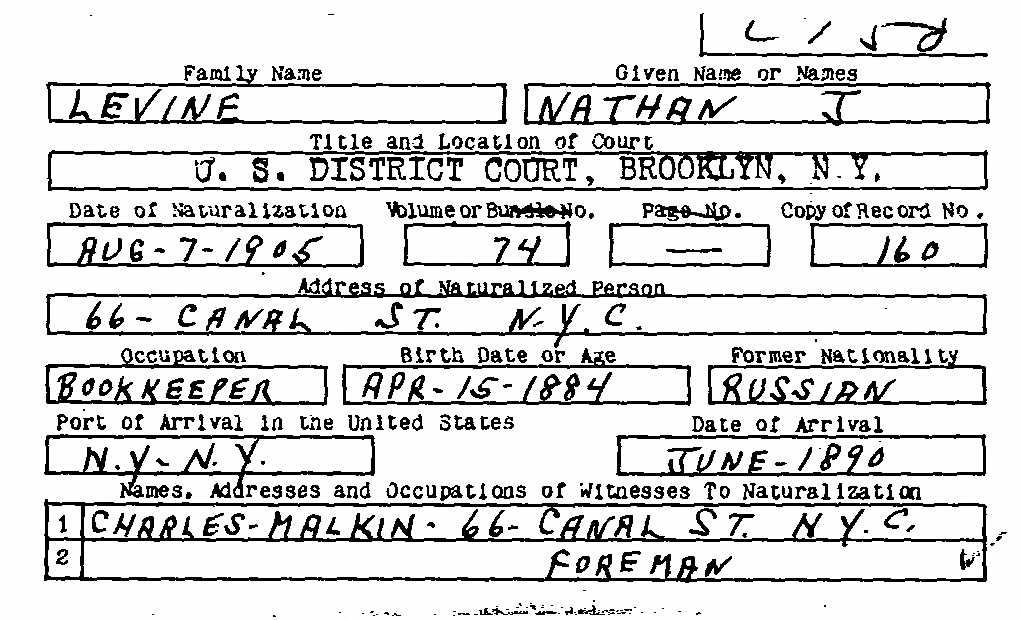 L 150
Family Name Given Name or Names
LEVINE NATHAN J
Title and Location of Court
U. S. DISTRICT COURT, BROOKLYN, N.Y.
Date of Naturalization Volume or Bundle No. Page No. Copy of Record No.
AUG-7-1905 74 — 160
Address of Naturalized Person
66- CANAL ST. N.Y.C.
Occupation Birth Date or Age Former Nationality
BOOKKEEPER APR-15-1884 RUSSIAN
Port of Arrival in the United States Date of Arrival
N.Y- N.Y. JUNE-1890
Names, Addresses and Occupations of Witnesses To Naturalization
1 CHARLES-MALKIN- 66- CANAL ST. N.Y.C.
2 FOREMAN W